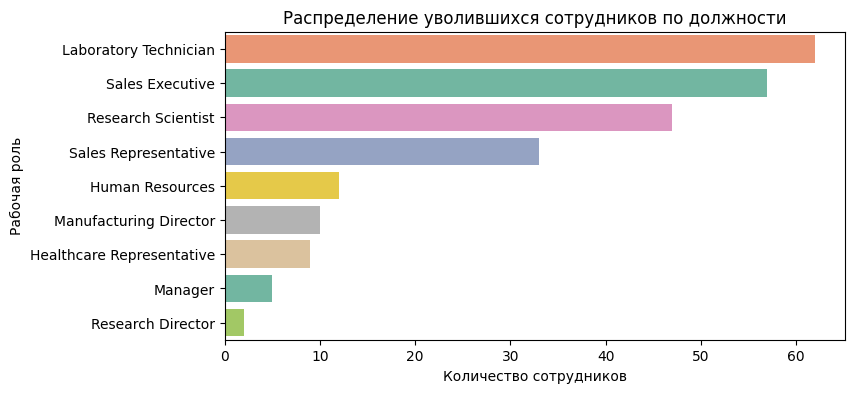 Распределение уволившихся сотрудников по должности
Рабочая роль
Laboratory Technician
Sales Executive
Research Scientist
Sales Representative
Human Resources
Manufacturing Director
Healthcare Representative
Manager
Research Director
0 10 20 30 40 50 60
Количество сотрудников